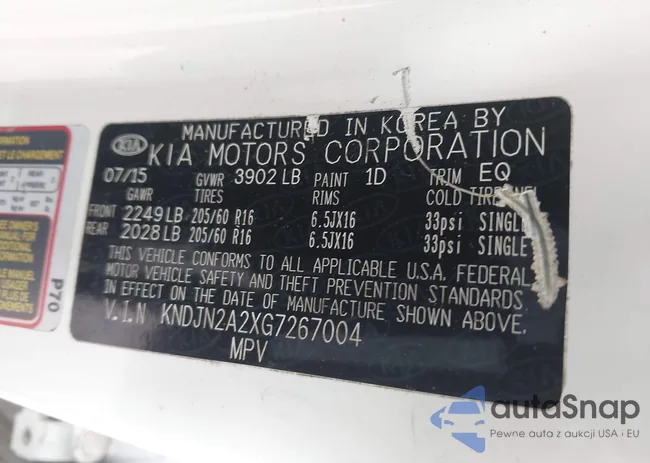 MANUFACTURED IN KOREA BY
KIA KIA MOTORS CORPORATION
07/15 GVWR 3902 LB PAINT 1D TRIM EQ
GAWR TIRES RIMS COLD TIRE
FRONT 2249 LB 205/60 R16 6.5JX16 33psi SINGLE
REAR 2028 LB 205/60 R16 6.5JX16 33psi SINGLE
THIS VEHICLE CONFORMS TO ALL APPLICABLE U.S.A. FEDERAL
MOTOR VEHICLE SAFETY AND THEFT PREVENTION STANDARDS
IN EFFECT ON THE DATE OF MANUFACTURE SHOWN ABOVE.
V.I.N KNDJN2A2XG7267004
MPV
P70
autaSnap
Pewne auta z aukcji USA i EU